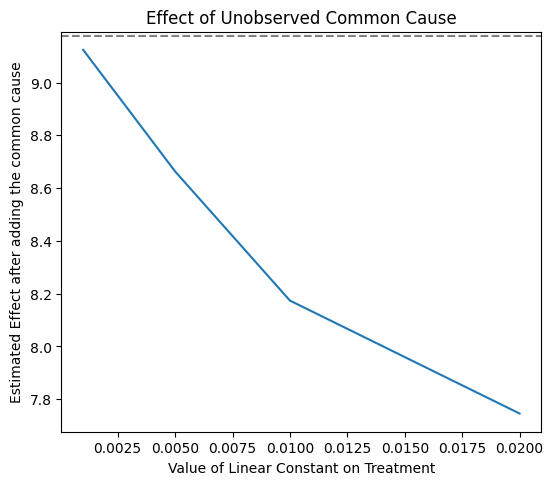 Effect of Unobserved Common Cause
Estimated Effect after adding the common cause
9.0
8.8
8.6
8.4
8.2
8.0
7.8
0.0025 0.0050 0.0075 0.0100 0.0125 0.0150 0.0175 0.0200
Value of Linear Constant on Treatment